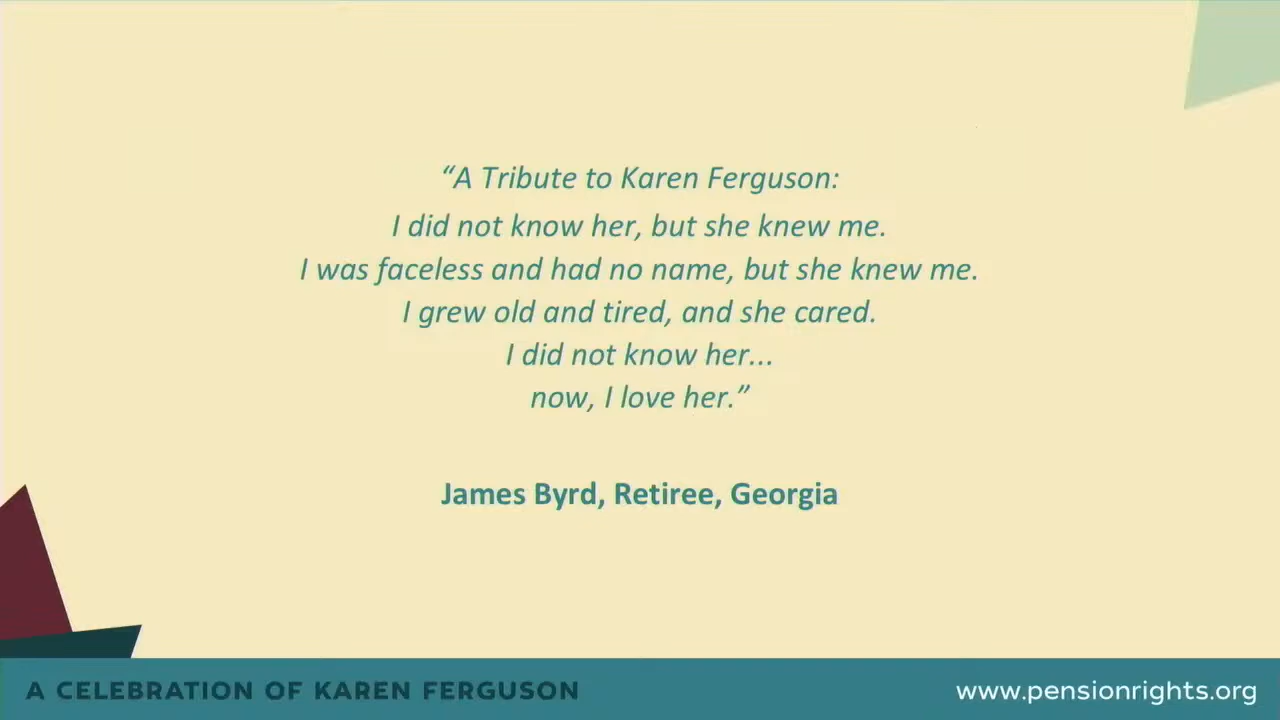 “A Tribute to Karen Ferguson:
I did not know her, but she knew me.
I was faceless and had no name, but she knew me.
I grew old and tired, and she cared.
I did not know her...
now, I love her.”
James Byrd, Retiree, Georgia
A CELEBRATION OF KAREN FERGUSON
www.pensionrights.org